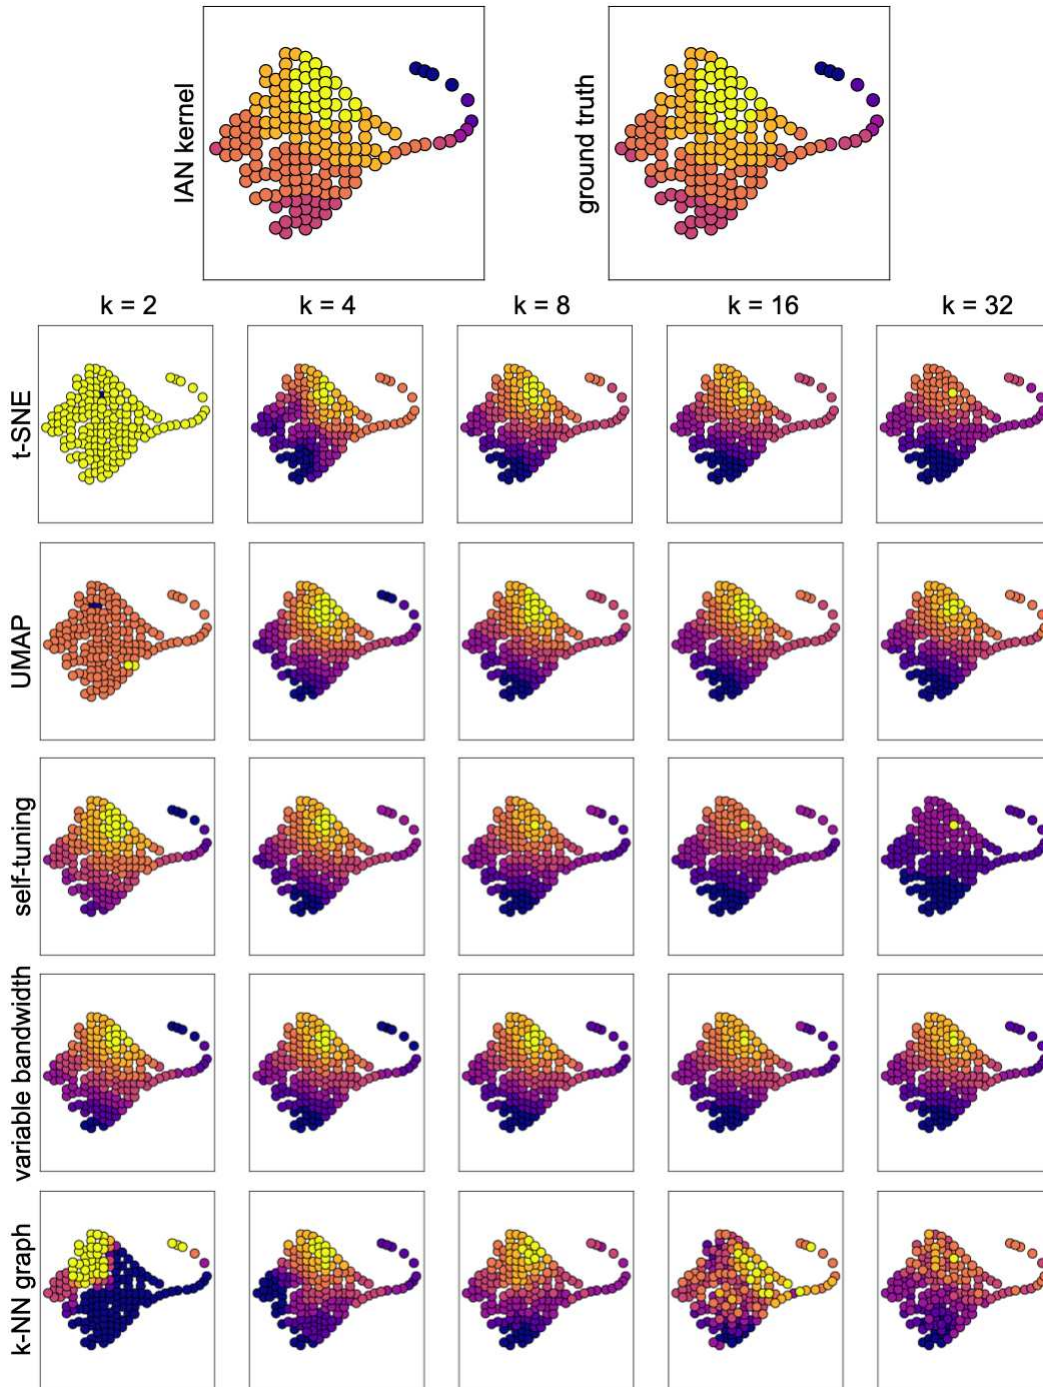 IAN kernel
ground truth
k = 2
k = 4
k = 8
k = 16
k = 32
t-SNE
UMAP
self-tuning
variable bandwidth
k-NN graph